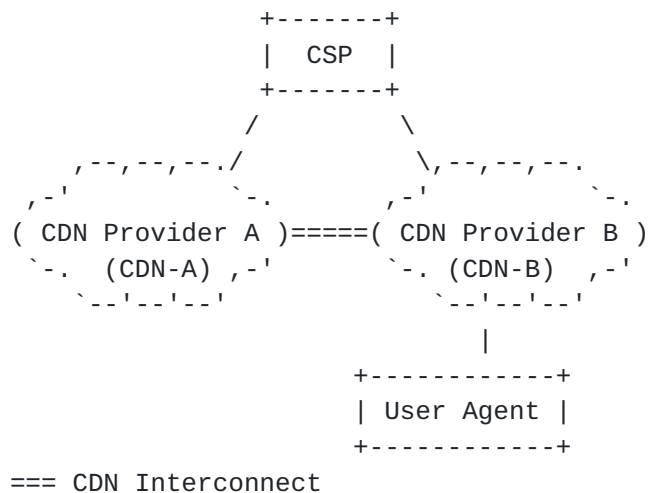 +-------+
|  CSP  |
+-------+
/         \
,--,--,--./           \,--,--,--.
,-'          `-.       ,-'          `-.
( CDN Provider A )=====( CDN Provider B )
`-.  (CDN-A) ,-'       `-. (CDN-B)  ,-'
`--'--'--'             `--'--'--'
|
+------------+
| User Agent |
+------------+
=== CDN Interconnect